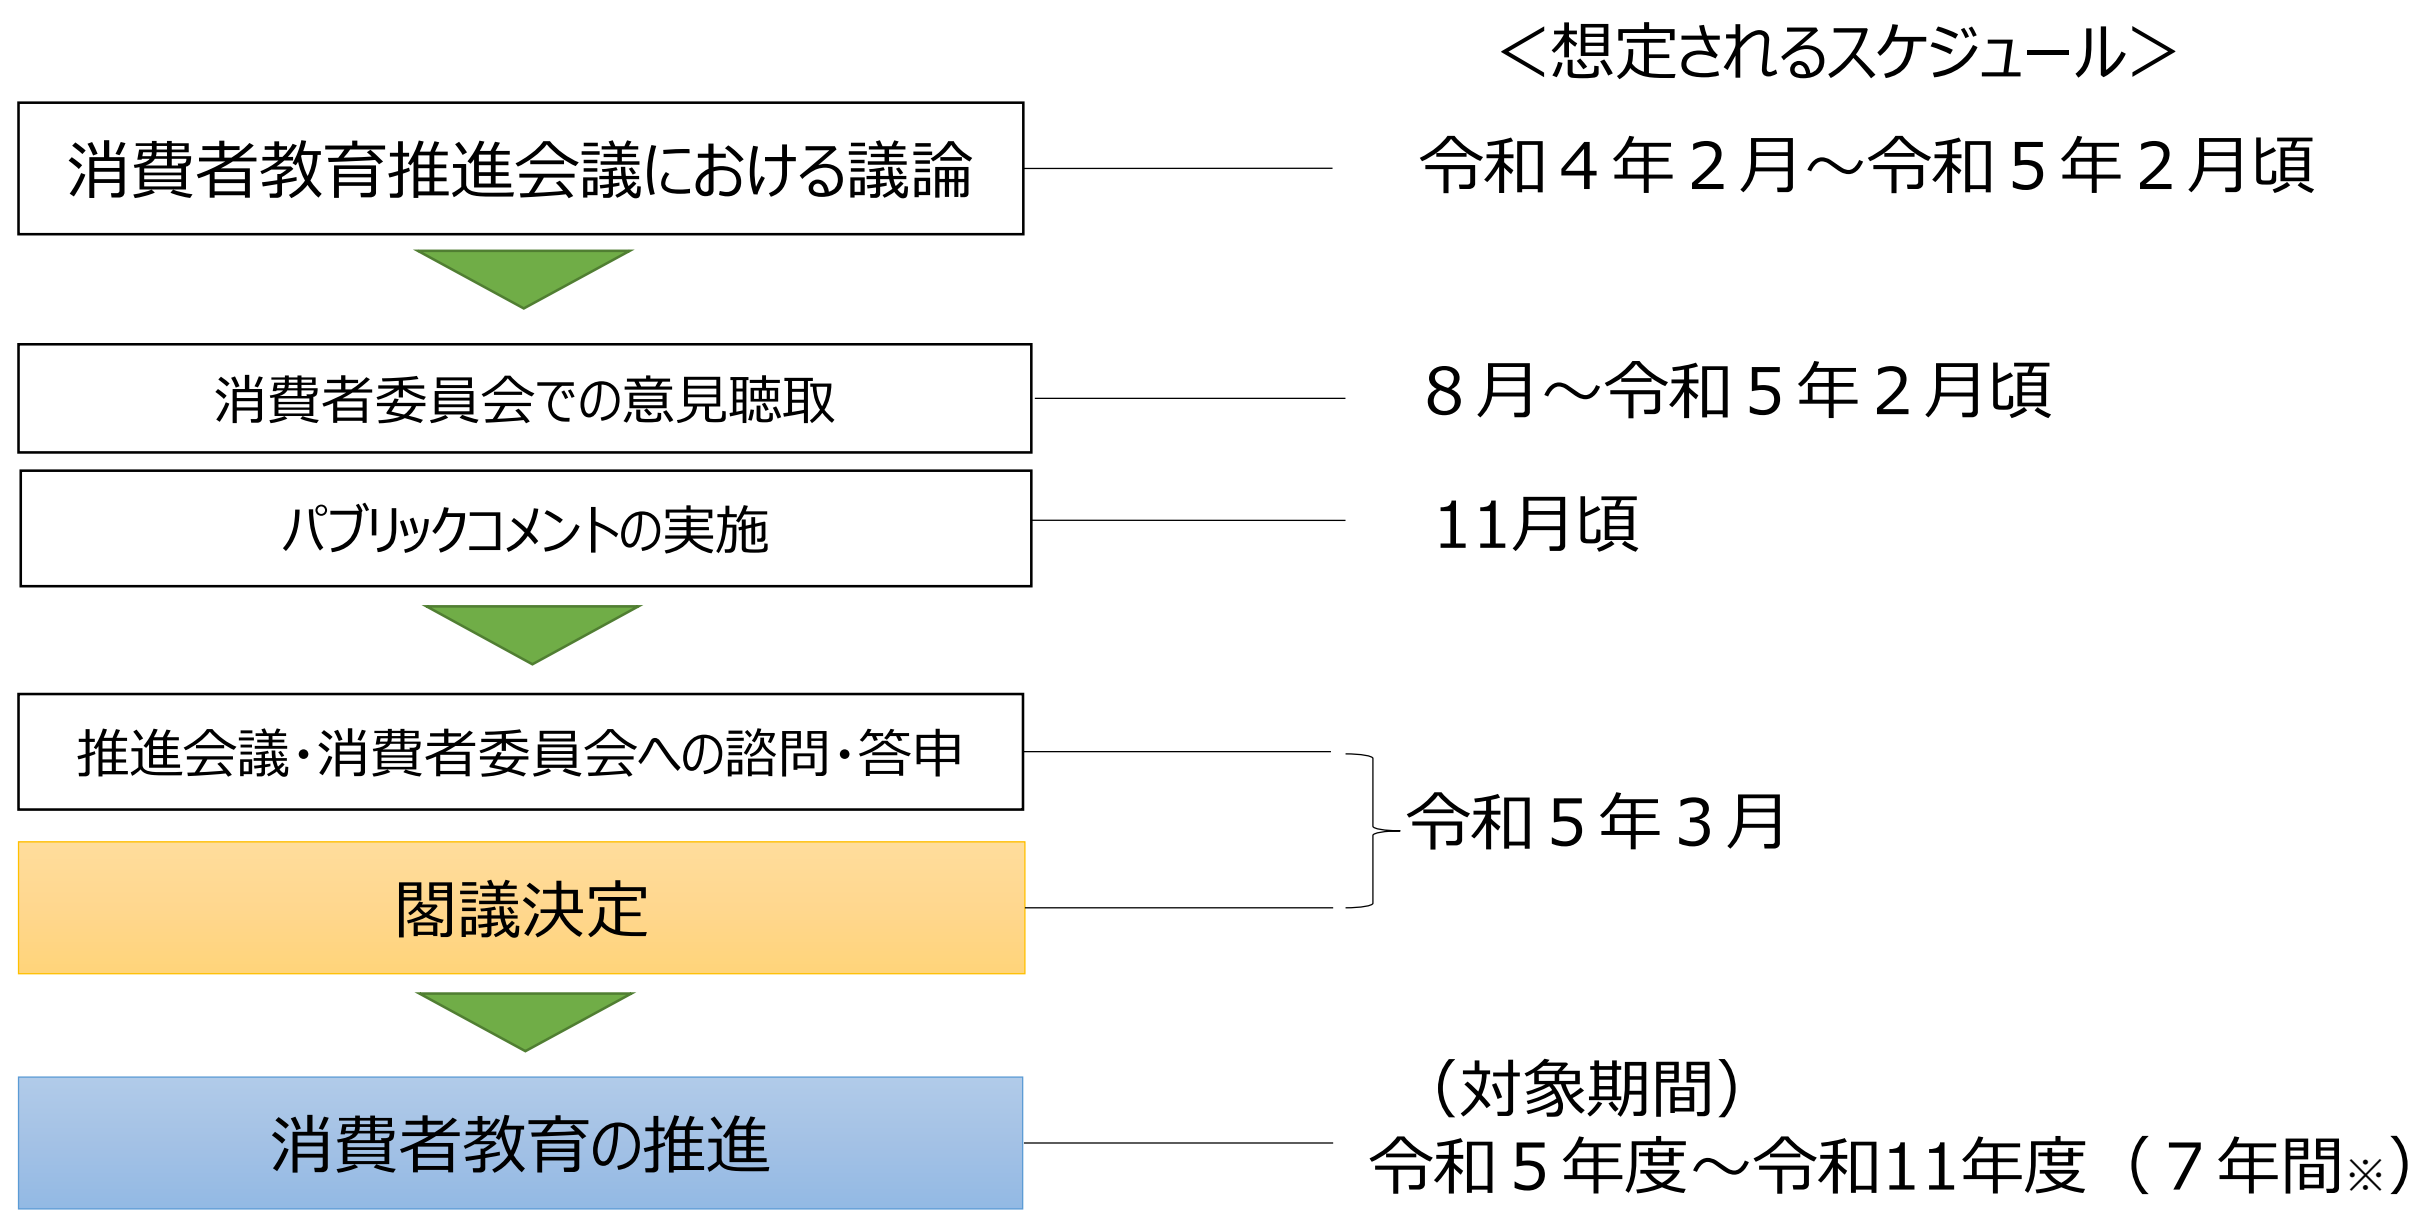 ＜想定されるスケジュール＞
消費者教育推進会議における議論
令和４年２月～令和５年２月頃
消費者委員会での意見聴取
８月～令和５年２月頃
パブリックコメントの実施
11月頃
推進会議・消費者委員会への諮問・答申
令和５年３月
閣議決定
消費者教育の推進
（対象期間）
令和５年度～令和11年度（７年間※）